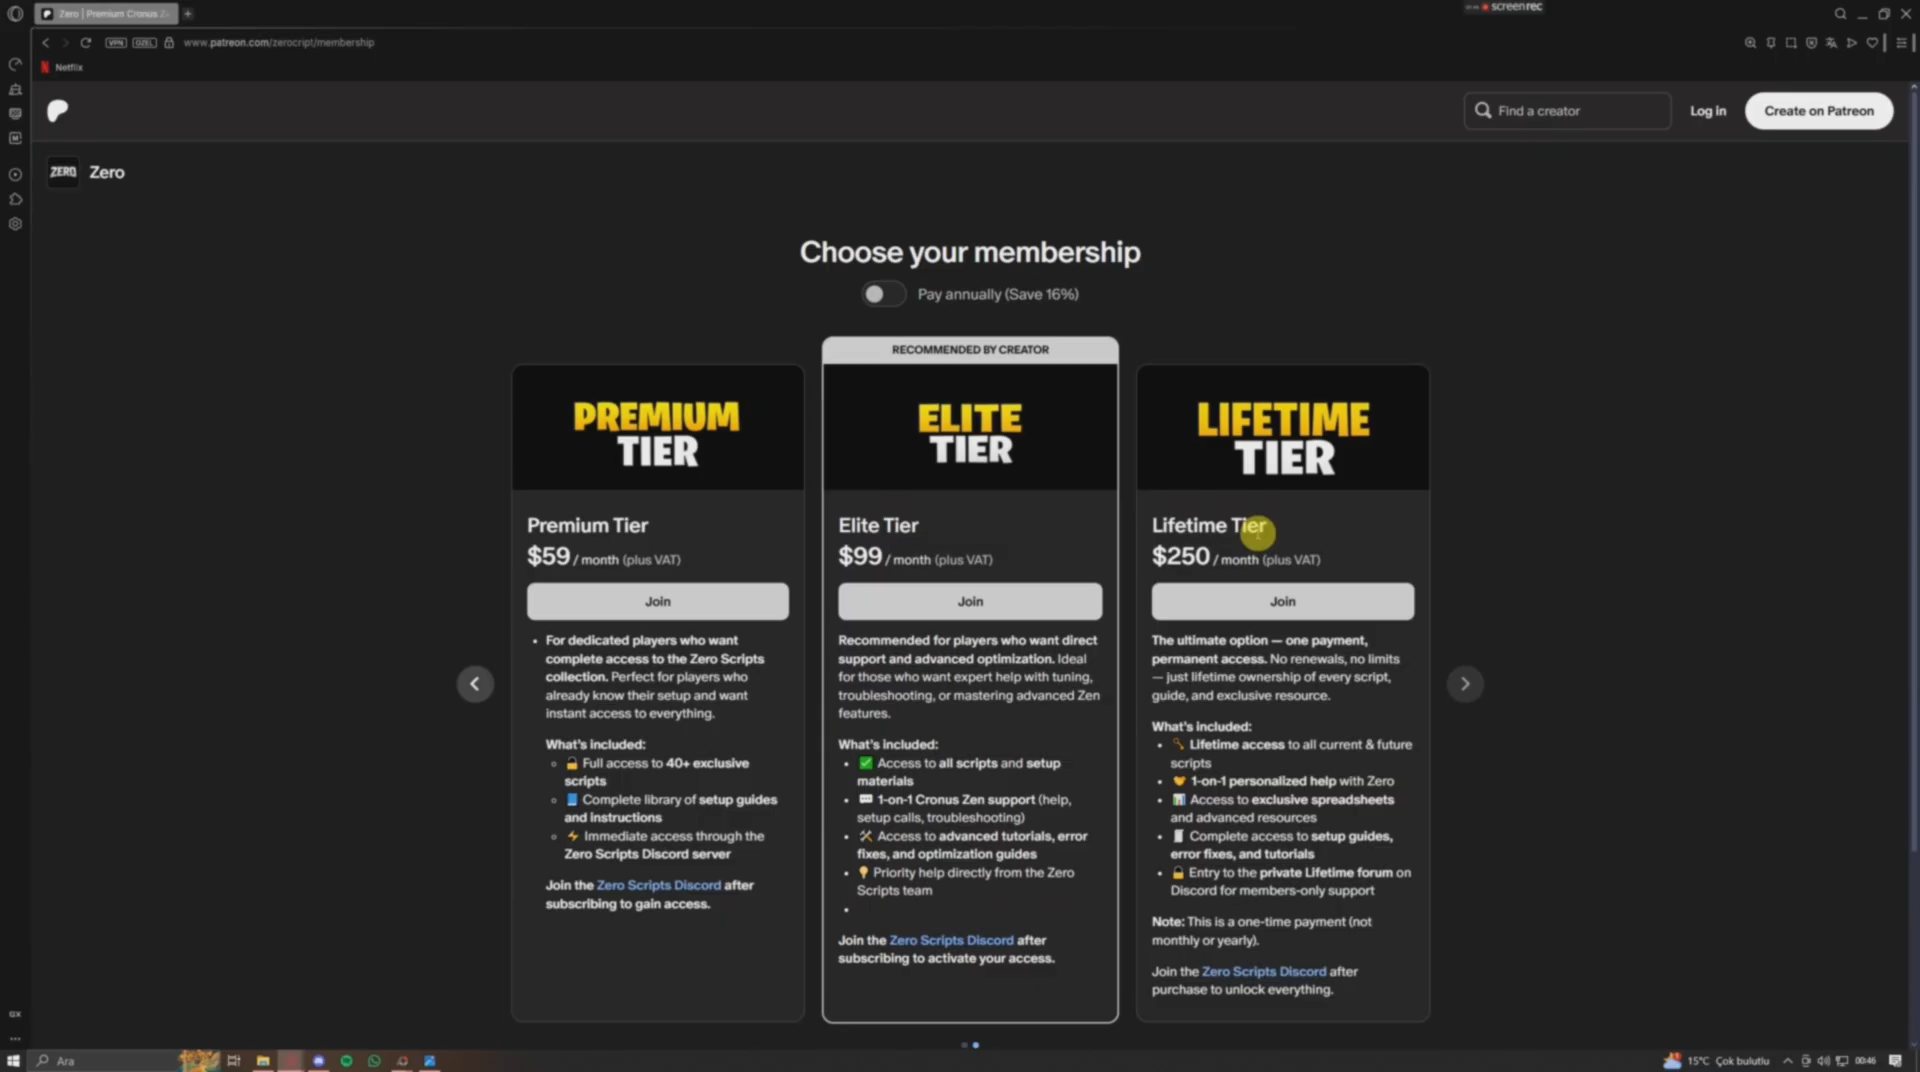 screenrec
Zero | Premium Cronus Z
VPN
ÖZEL
www.patreon.com/zerocript/membership
Netflix
Find a creator
Log in
Create on Patreon
ZERO
Zero
Choose your membership
Pay annually (Save 16%)
PREMIUM
TIER
Premium Tier
$59 / month (plus VAT)
Join
• For dedicated players who want
complete access to the Zero Scripts
collection. Perfect for players who
already know their setup and want
instant access to everything.
What's included:
Full access to 40+ exclusive
scripts
Complete library of setup guides
and instructions
Immediate access through the
Zero Scripts Discord server
Join the Zero Scripts Discord after
subscribing to gain access.
RECOMMENDED BY CREATOR
ELITE
TIER
Elite Tier
$99 / month (plus VAT)
Join
Recommended for players who want direct
support and advanced optimization. Ideal
for those who want expert help with tuning,
troubleshooting, or mastering advanced Zen
features.
What's included:
Access to all scripts and setup
materials
1-on-1 Cronus Zen support (help,
setup calls, troubleshooting)
Access to advanced tutorials, error
fixes, and optimization guides
Priority help directly from the Zero
Scripts team
Join the Zero Scripts Discord after
subscribing to activate your access.
LIFETIME
TIER
Lifetime Tier
$250 / month (plus VAT)
Join
The ultimate option — one payment,
permanent access. No renewals, no limits
— just lifetime ownership of every script,
guide, and exclusive resource.
What's included:
Lifetime access to all current & future
scripts
1-on-1 personalized help with Zero
Access to exclusive spreadsheets
and advanced resources
Complete access to setup guides,
error fixes, and tutorials
Entry to the private Lifetime forum on
Discord for members-only support
Note: This is a one-time payment (not
monthly or yearly).
Join the Zero Scripts Discord after
purchase to unlock everything.
GX
Ara
15°C Çok bulutlu
00:46